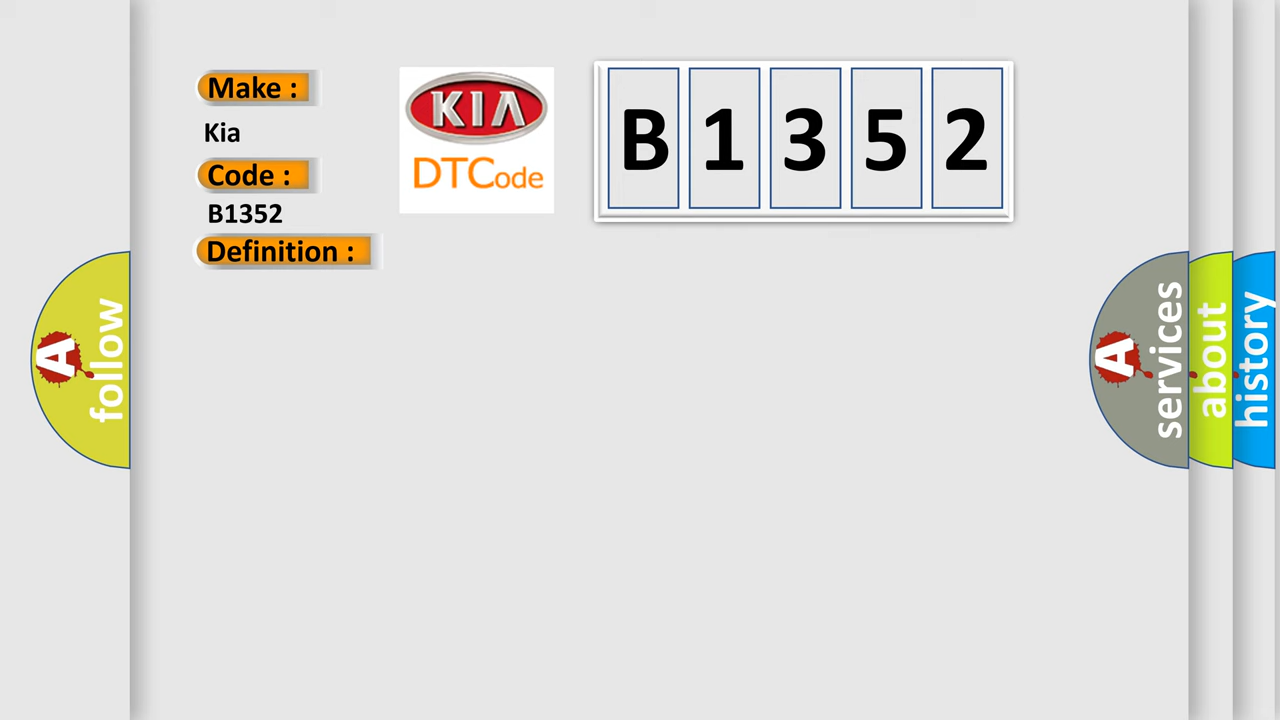 Make :
Kia
Code :
B1352
Definition :
KIA
DTCode
B 1 3 5 2
A follow
A services
about
history